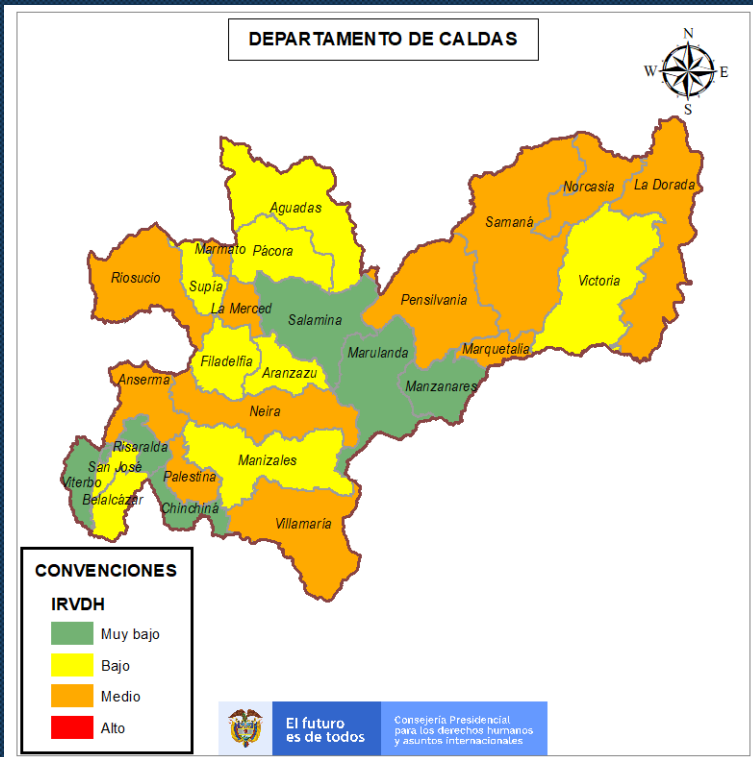 DEPARTAMENTO DE CALDAS
N
W
E
S
Aguadas
Norcasia
La Dorada
Samaná
Marmato
Pàcora
Riosucio
Supía
Victoria
Pensilvania
La Merced
Salamina
Marulanda
Marquetalia
Filadelfia
Aranzazu
Anserma
Manzanares
Neira
Risaralda
Manizales
San José
Viterbo
Palestina
Belalcázar
Chinchiná
Villamaría
CONVENCIONES
IRVDH
Muy bajo
Bajo
Medio
Alto
El futuro
es de todos
Consejería Presidencial
para los derechos humanos
y asuntos internacionales